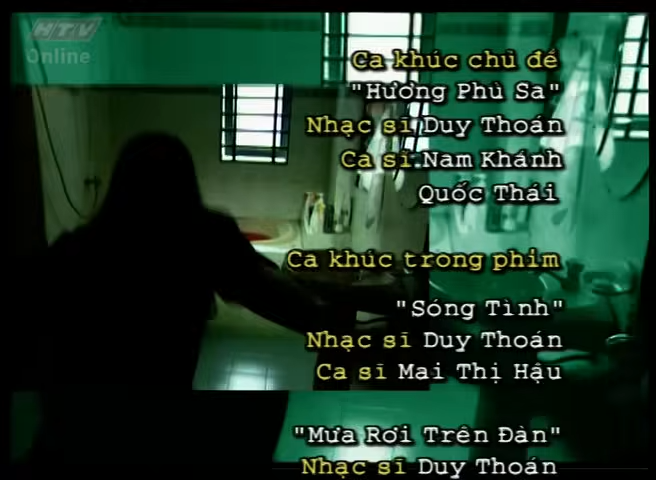 HTV
Online
Ca khúc chủ đề
"Hương Phù Sa"
Nhạc sĩ Duy Thoán
Ca sĩ Nam Khánh
Quốc Thái
Ca khúc trong phim
"Sóng Tình"
Nhạc sĩ Duy Thoán
Ca sĩ Mai Thị Hậu
"Mưa Rơi Trên Đàn"
Nhạc sĩ Duy Thoán